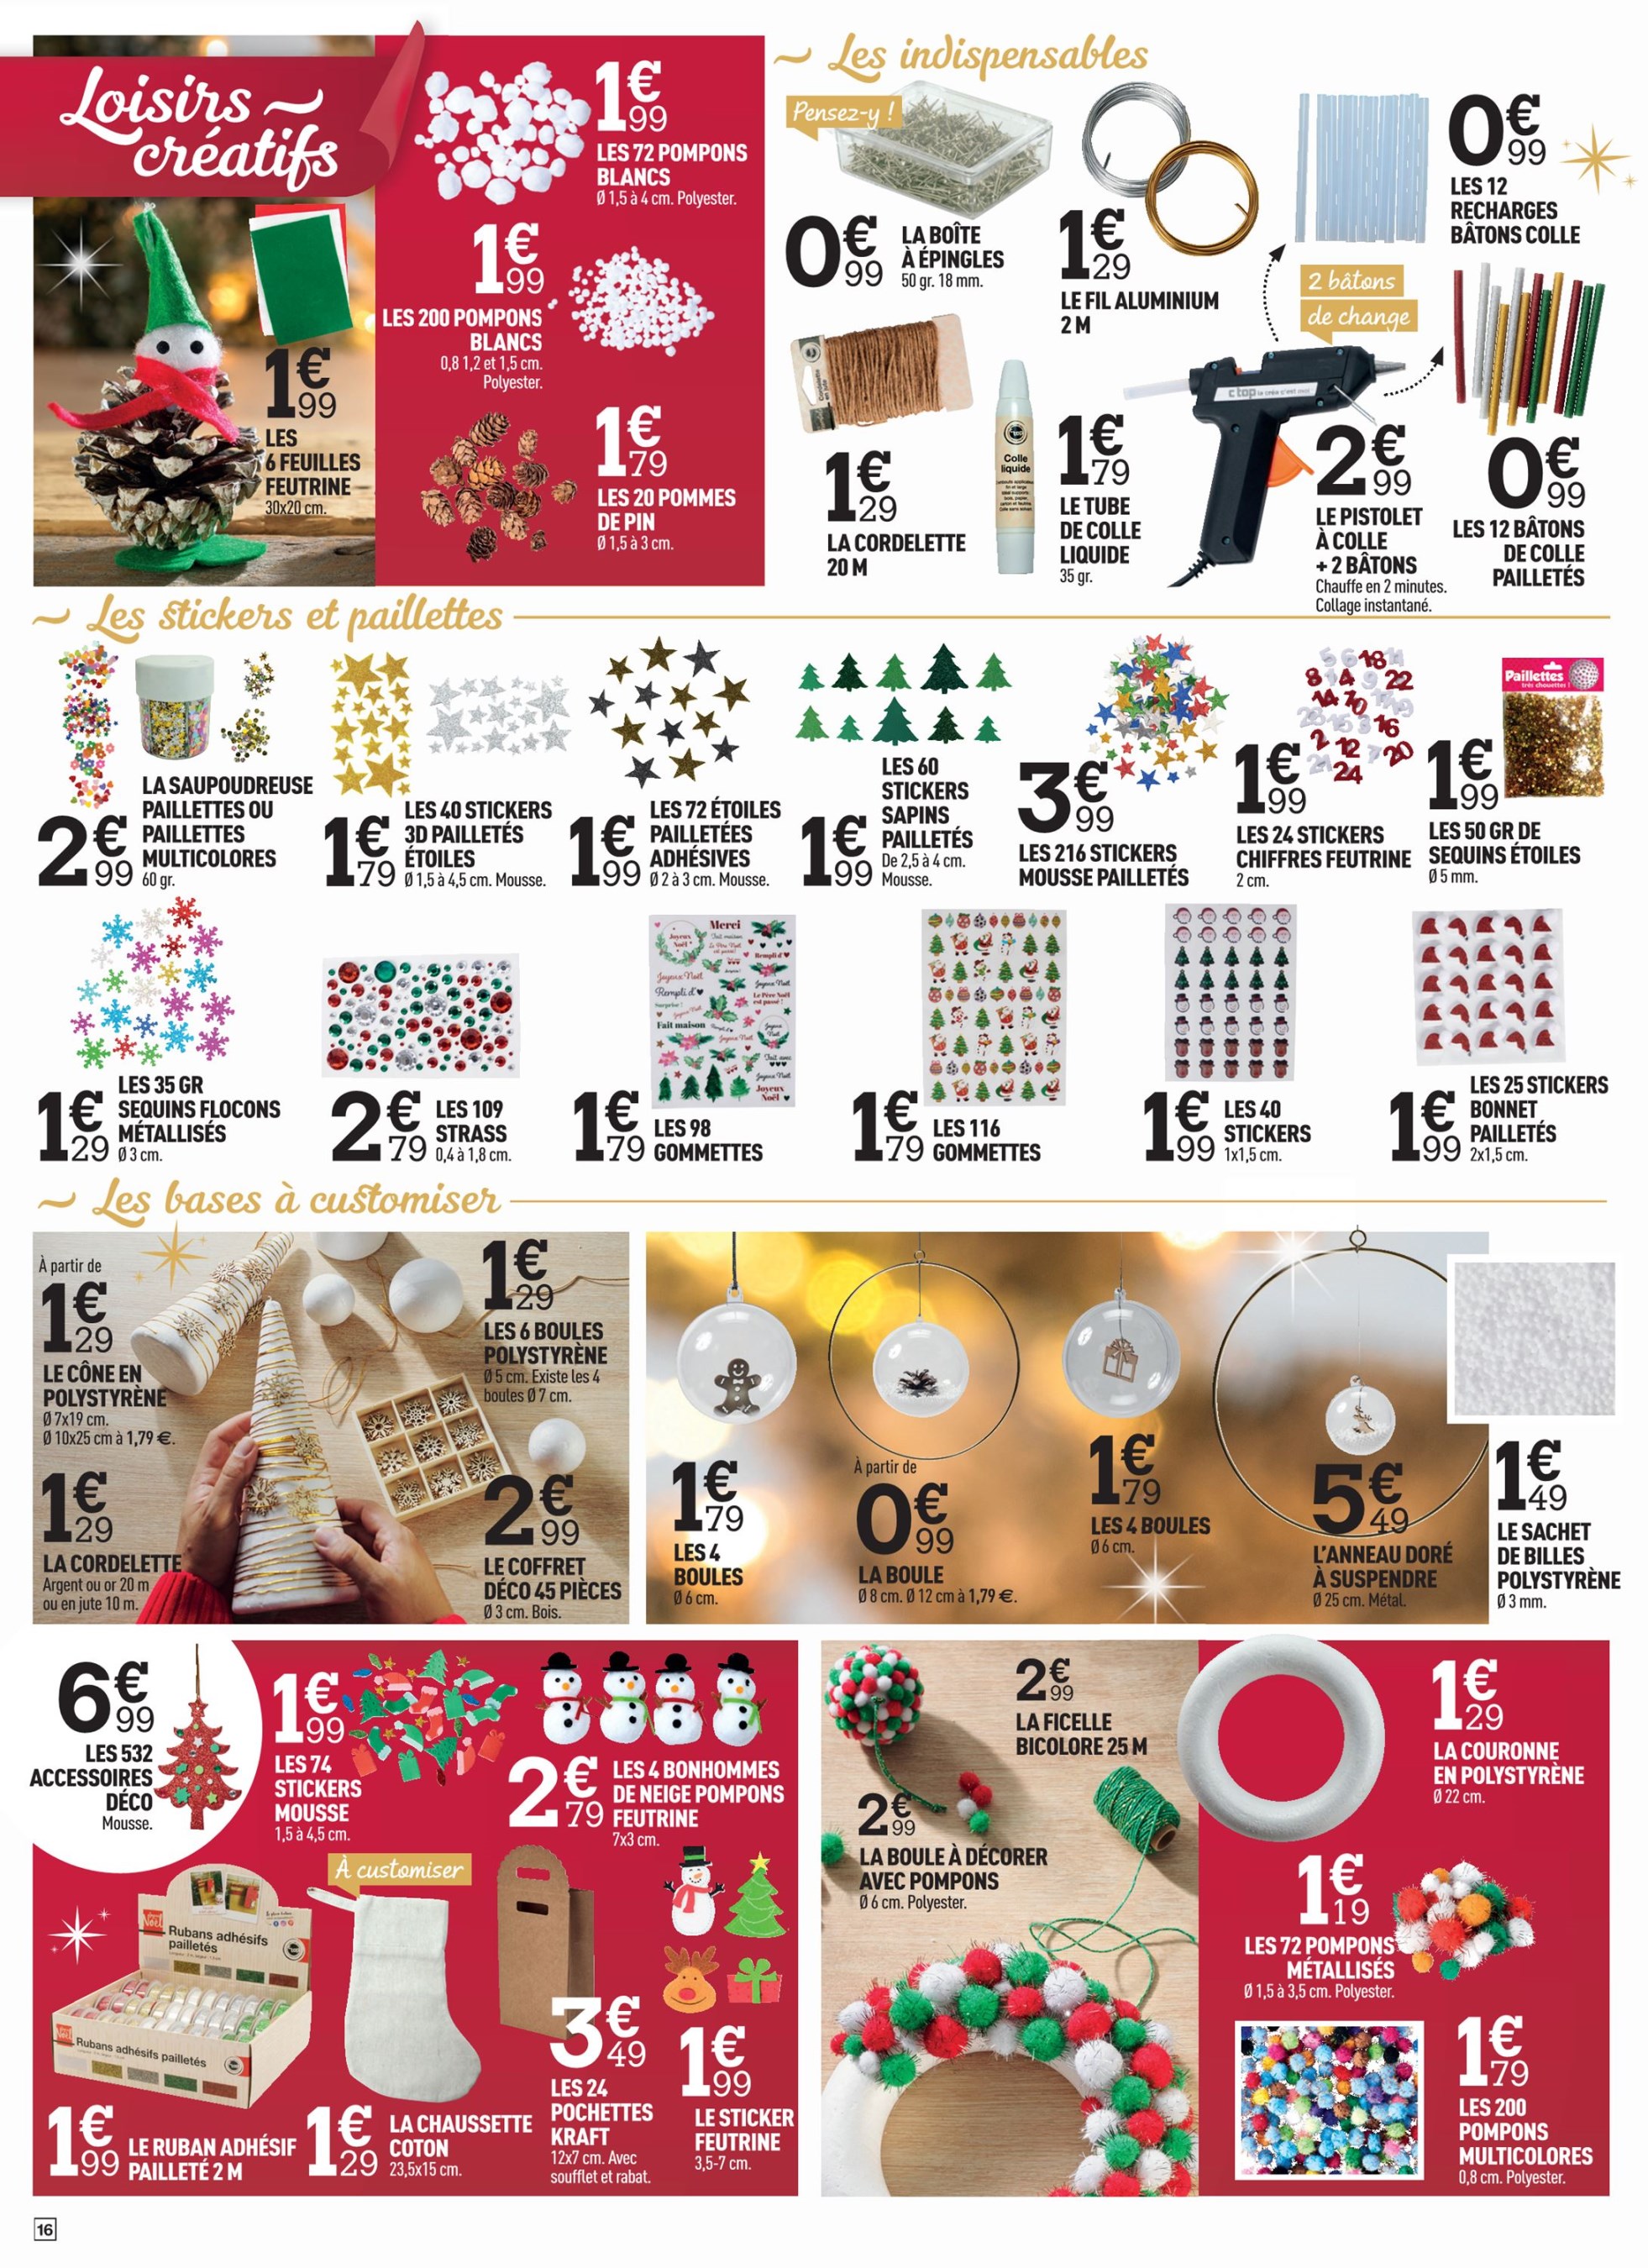 Loisirs
créatifs
1€99
LES 72 POMPONS
BLANCS
Ø 1,5 à 4 cm. Polyester.
1€99
LES 200 POMPONS
BLANCS
0,8 1,2 et 1,5 cm.
Polyester.
1€99
LES
6 FEUILLES
FEUTRINE
30x20 cm.
1€79
LES 20 POMMES
DE PIN
Ø 1,5 à 3 cm.
Les indispensables
Pensez-y !
0€99
LA BOÎTE
À ÉPINGLES
50 gr. 18 mm.
1€29
LE FIL ALUMINIUM
2 M
0€99
LES 12
RECHARGES
BÂTONS COLLE
2 bâtons
de change
1€29
LA CORDELETTE
20 M
Colle
liquide
1€79
LE TUBE
DE COLLE
LIQUIDE
35 gr.
c top la créa c'est moi
2€99
LE PISTOLET
À COLLE
+ 2 BÂTONS
Chauffe en 2 minutes.
Collage instantané.
0€99
LES 12 BÂTONS
DE COLLE
PAILLETÉS
Les stickers et paillettes
2€99
LA SAUPOUDREUSE
PAILLETTES OU
PAILLETTES
MULTICOLORES
60 gr.
1€79
LES 40 STICKERS
3D PAILLETÉS
ÉTOILES
Ø 1,5 à 4,5 cm. Mousse.
1€99
LES 72 ÉTOILES
PAILLETÉES
ADHÉSIVES
Ø 2 à 3 cm. Mousse.
1€99
LES 60
STICKERS
SAPINS
PAILLETÉS
De 2,5 à 4 cm.
Mousse.
3€99
LES 216 STICKERS
MOUSSE PAILLETÉS
1€99
LES 24 STICKERS
CHIFFRES FEUTRINE
2 cm.
Paillettes
très chouettes !
1€99
LES 50 GR DE
SEQUINS ÉTOILES
Ø 5 mm.
1€29
LES 35 GR
SEQUINS FLOCONS
MÉTALLISÉS
Ø 3 cm.
2€79
LES 109
STRASS
0,4 à 1,8 cm.
Merci
Joyeux
Noël
Joyeux Noël
Rempli d'♥
Fait maison
Joyeux
Noël
1€79
LES 98
GOMMETTES
1€79
LES 116
GOMMETTES
1€99
LES 40
STICKERS
1x1,5 cm.
1€99
LES 25 STICKERS
BONNET
PAILLETÉS
2x1,5 cm.
Les bases à customiser
À partir de
1€29
LE CÔNE EN
POLYSTYRÈNE
Ø 7x19 cm.
Ø 10x25 cm à 1,79 €.
1€29
LA CORDELETTE
Argent ou or 20 m
ou en jute 10 m.
1€29
LES 6 BOULES
POLYSTYRÈNE
Ø 5 cm. Existe les 4
boules Ø 7 cm.
2€99
LE COFFRET
DÉCO 45 PIÈCES
Ø 3 cm. Bois.
1€79
LES 4
BOULES
Ø 6 cm.
À partir de
0€99
LA BOULE
Ø 8 cm. Ø 12 cm à 1,79 €.
1€79
LES 4 BOULES
Ø 6 cm.
5€49
L'ANNEAU DORÉ
À SUSPENDRE
Ø 25 cm. Métal.
1€49
LE SACHET
DE BILLES
POLYSTYRÈNE
Ø 3 mm.
6€99
LES 532
ACCESSOIRES
DÉCO
Mousse.
1€99
LES 74
STICKERS
MOUSSE
1,5 à 4,5 cm.
2€79
LES 4 BONHOMMES
DE NEIGE POMPONS
FEUTRINE
7x3 cm.
À customiser
Noël
Rubans adhésifs
pailletés
Noël
Rubans adhésifs pailletés
1€99
LE RUBAN ADHÉSIF
PAILLETÉ 2 M
1€29
LA CHAUSSETTE
COTON
23,5x15 cm.
3€49
LES 24
POCHETTES
KRAFT
12x7 cm. Avec
soufflet et rabat.
1€99
LE STICKER
FEUTRINE
3,5-7 cm.
2€99
LA FICELLE
BICOLORE 25 M
2€99
LA BOULE À DÉCORER
AVEC POMPONS
Ø 6 cm. Polyester.
1€29
LA COURONNE
EN POLYSTYRÈNE
Ø 22 cm.
1€19
LES 72 POMPONS
MÉTALLISÉS
Ø 1,5 à 3,5 cm. Polyester.
1€79
LES 200
POMPONS
MULTICOLORES
0,8 cm. Polyester.
16